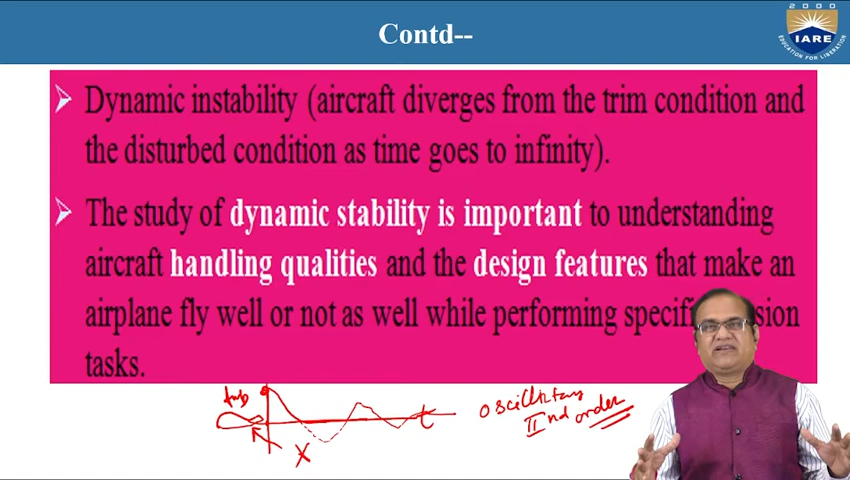 Contd--
2000
IARE
EDUCATION FOR LIBERATION
Dynamic instability (aircraft diverges from the trim condition and
the disturbed condition as time goes to infinity).
The study of dynamic stability is important to understanding
aircraft handling qualities and the design features that make an
airplane fly well or not as well while performing specif sion
tasks.
t
X
oscillatory
IInd order